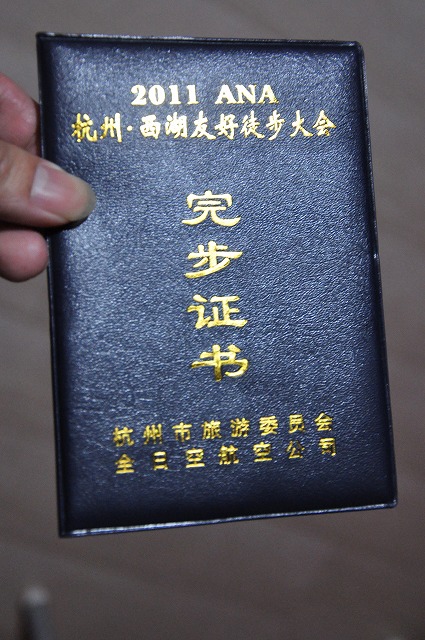 2011 ANA
杭州·西湖友好徒步大会
完步证书
杭州市旅游委员会
全日空航空公司